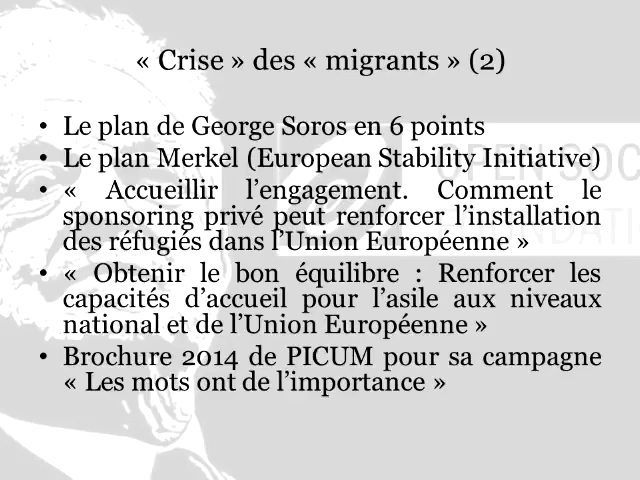 « Crise » des « migrants » (2)
• Le plan de George Soros en 6 points
• Le plan Merkel (European Stability Initiative)
• « Accueillir l’engagement. Comment le
sponsoring privé peut renforcer l’installation
des réfugiés dans l’Union Européenne »
• « Obtenir le bon équilibre : Renforcer les
capacités d’accueil pour l’asile aux niveaux
national et de l’Union Européenne »
• Brochure 2014 de PICUM pour sa campagne
« Les mots ont de l’importance »
OPEN SOC